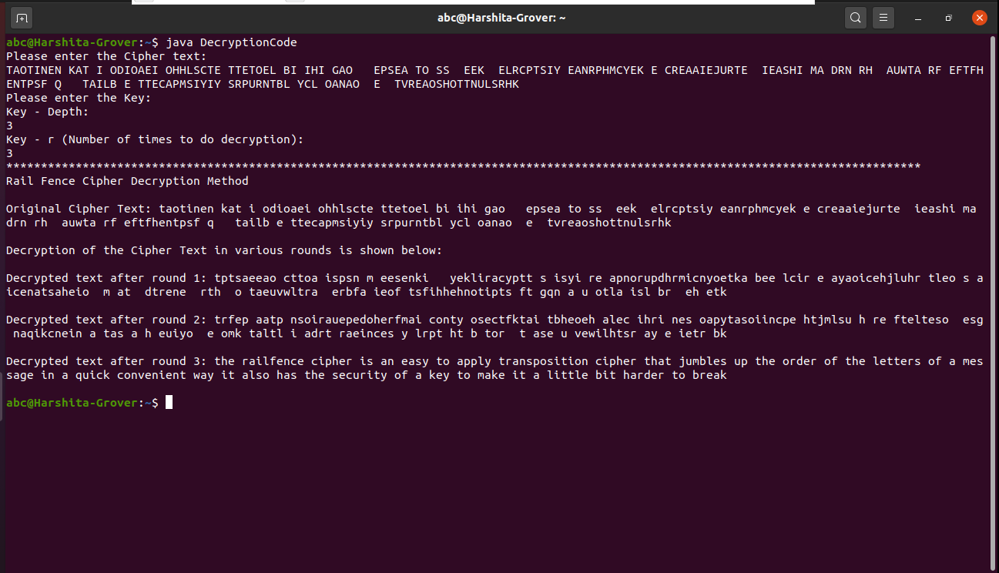 abc@Harshita-Grover: ~
abc@Harshita-Grover:~$ java DecryptionCode
Please enter the Cipher text:
TAOTINEN KAT I ODIOAEI OHHLSCTE TTETOEL BI IHI GAO   EPSEA TO SS  EEK  ELRCPTSIY EANRPHMCYEK E CREAAIEJURTE  IEASHI MA DRN RH  AUWTA RF EFTFH
ENTPSF Q   TAILB E TTECAPMSIYIY SRPURNTBL YCL OANAO  E  TVREAOSHOTTNULSRHK
Please enter the Key:
Key - Depth:
3
Key - r (Number of times to do decryption):
3
************************************************************************************************************************************
Rail Fence Cipher Decryption Method
Original Cipher Text: taotinen kat i odioaei ohhlscte ttetoel bi ihi gao   epsea to ss  eek  elrcptsiy eanrphmcyek e creaaiejurte  ieashi ma
drn rh  auwta rf eftfhentpsf q   tailb e ttecapmsiyiy srpurntbl ycl oanao  e  tvreaoshottnulsrhk
Decryption of the Cipher Text in various rounds is shown below:
Decrypted text after round 1: tptsaeeao cttoa ispsn m eesenki   yekliracyptt s isyi re apnorupdhrmicnyoetka bee lcir e ayaoicehjluhr tleo s a
icenatsaheio  m at  dtrene  rth  o taeuvwltra  erbfa ieof tsfihhehnotipts ft gqn a u otla isl br  eh etk
Decrypted text after round 2: trfep aatp nsoirauepedoherfmai conty osectfktai tbheoeh alec ihri nes oapytasoiincpe htjmlsu h re ftelteso  esg
 naqikcnein a tas a h euiyo  e omk taltl i adrt raeinces y lrpt ht b tor  t ase u vewilhtsr ay e ietr bk
Decrypted text after round 3: the railfence cipher is an easy to apply transposition cipher that jumbles up the order of the letters of a mes
sage in a quick convenient way it also has the security of a key to make it a little bit harder to break
abc@Harshita-Grover:~$